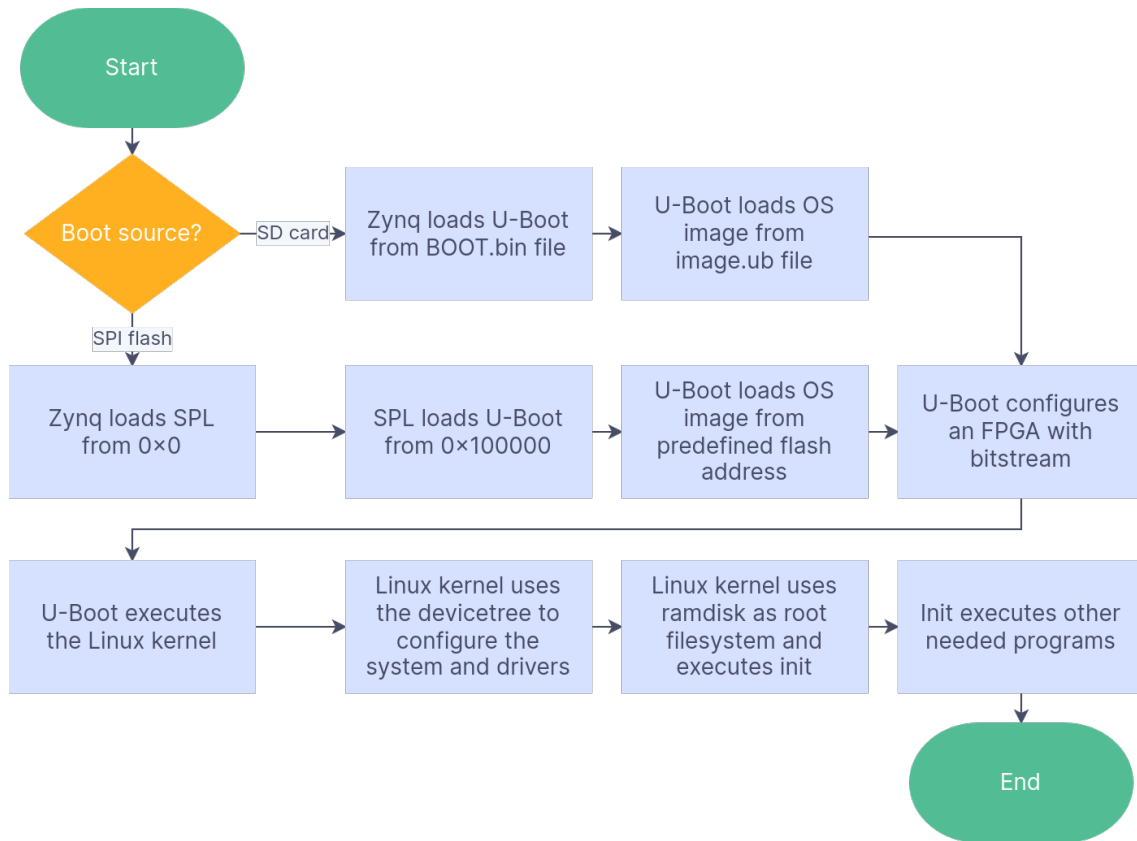 Start
Boot source?
SD card
Zynq loads U-Boot
from BOOT.bin file
U-Boot loads OS
image from
image.ub file
SPI flash
Zynq loads SPL
from 0×0
SPL loads U-Boot
from 0×100000
U-Boot loads OS
image from
predefined flash
address
U-Boot configures
an FPGA with
bitstream
U-Boot executes
the Linux kernel
Linux kernel uses
the devicetree to
configure the
system and drivers
Linux kernel uses
ramdisk as root
filesystem and
executes init
Init executes other
needed programs
End